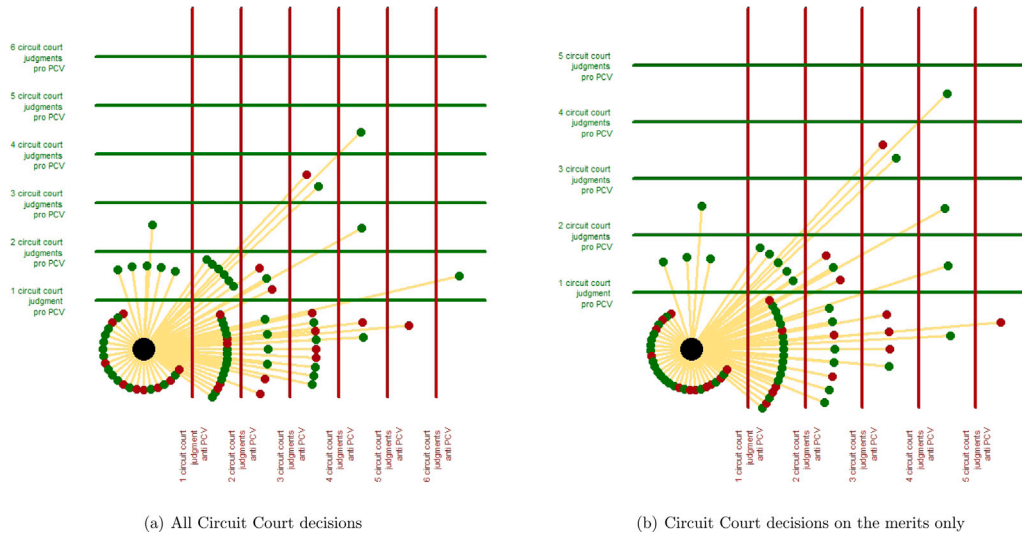 6 circuit court
judgments
pro PCV
5 circuit court
judgments
pro PCV
4 circuit court
judgments
pro PCV
3 circuit court
judgments
pro PCV
2 circuit court
judgments
pro PCV
1 circuit court
judgment
pro PCV
1 circuit court
judgment
anti PCV
2 circuit court
judgments
anti PCV
3 circuit court
judgments
anti PCV
4 circuit court
judgments
anti PCV
5 circuit court
judgments
anti PCV
6 circuit court
judgments
anti PCV
(a) All Circuit Court decisions
5 circuit court
judgments
pro PCV
4 circuit court
judgments
pro PCV
3 circuit court
judgments
pro PCV
2 circuit court
judgments
pro PCV
1 circuit court
judgment
pro PCV
1 circuit court
judgment
anti PCV
2 circuit court
judgments
anti PCV
3 circuit court
judgments
anti PCV
4 circuit court
judgments
anti PCV
5 circuit court
judgments
anti PCV
(b) Circuit Court decisions on the merits only